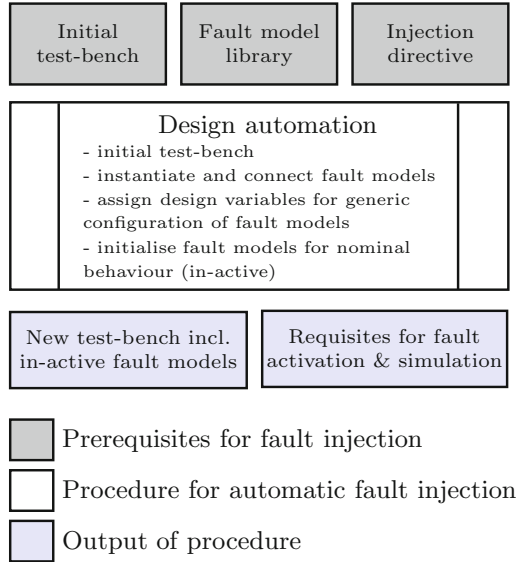 Initial
test-bench
Fault model
library
Injection
directive
Design automation
- initial test-bench
- instantiate and connect fault models
- assign design variables for generic
configuration of fault models
- initialise fault models for nominal
behaviour (in-active)
New test-bench incl.
in-active fault models
Requisites for fault
activation & simulation
Prerequisites for fault injection
Procedure for automatic fault injection
Output of procedure